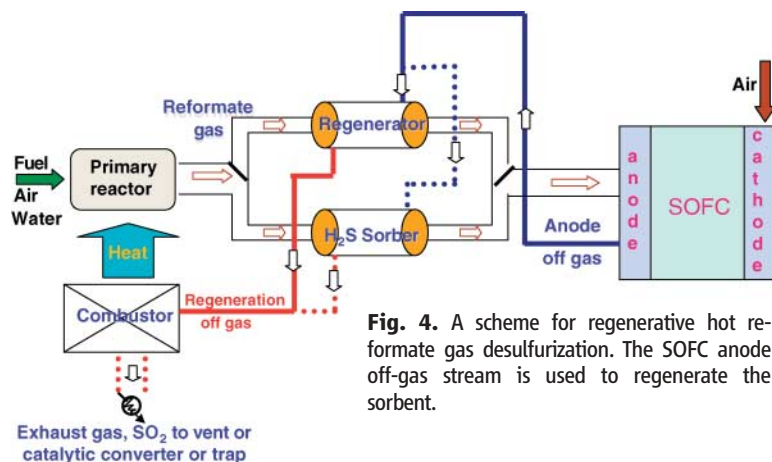 Reformate
gas
Regenerator
Air
Fuel
Air
Water
Primary
reactor
H₂S Sorber
anode
SOFC
cathode
Anode
off gas
Heat
Combustor
Regeneration
off gas
Exhaust gas, SO₂ to vent or
catalytic converter or trap
Fig. 4. A scheme for regenerative hot re-
formate gas desulfurization. The SOFC anode
off-gas stream is used to regenerate the
sorbent.